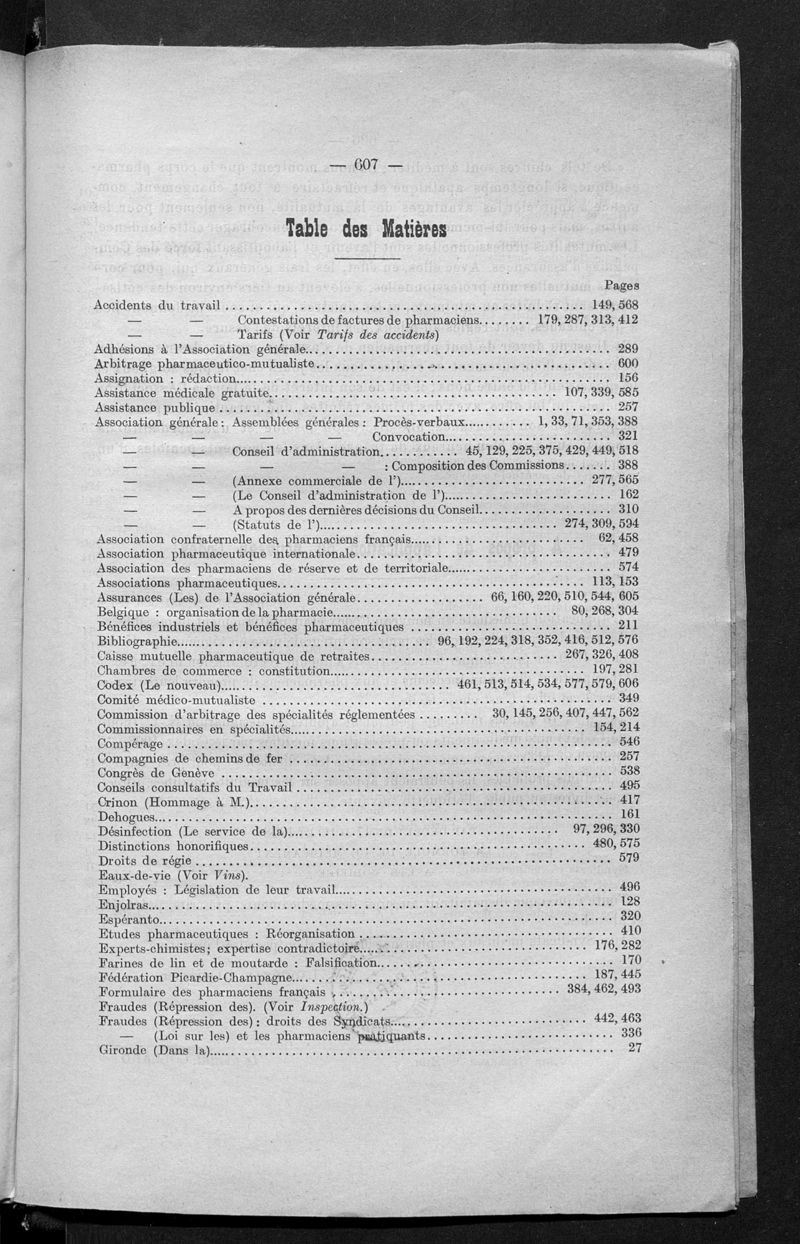 — 607 —
Table des Matières
Pages
Accidents du travail ........ 149, 568
— — Contestations de factures de pharmaciens........ 179, 287, 313, 412
— — Tarifs (Voir Tarifs des accidents)
Adhésions à l'Association générale........ 289
Arbitrage pharmaceutico-mutualiste........ 600
Assignation : rédaction........ 156
Assistance médicale gratuite........ 107, 339, 585
Assistance publique ........ 257
Association générale : Assemblées générales : Procès-verbaux........ 1, 33, 71, 353, 388
— — — — Convocation........ 321
— — Conseil d'administration........ 45, 129, 225, 375, 429, 449, 518
— — — — : Composition des Commissions........ 388
— — (Annexe commerciale de l')........ 277, 565
— — (Le Conseil d'administration de l')........ 162
— — A propos des dernières décisions du Conseil........ 310
— — (Statuts de l')........ 274, 309, 594
Association confraternelle des pharmaciens français........ 62, 458
Association pharmaceutique internationale........ 479
Association des pharmaciens de réserve et de territoriale........ 574
Associations pharmaceutiques........ 113, 153
Assurances (Les) de l'Association générale........ 66, 160, 220, 510, 544, 605
Belgique : organisation de la pharmacie........ 80, 268, 304
Bénéfices industriels et bénéfices pharmaceutiques ........ 211
Bibliographie........ 96, 192, 224, 318, 352, 416, 512, 576
Caisse mutuelle pharmaceutique de retraites........ 267, 326, 408
Chambres de commerce : constitution........ 197, 281
Codex (Le nouveau)........ 461, 513, 514, 534, 577, 579, 606
Comité médico-mutualiste ........ 349
Commission d'arbitrage des spécialités réglementées ........ 30, 145, 256, 407, 447, 562
Commissionnaires en spécialités........ 154, 214
Compérage ........ 546
Compagnies de chemins de fer ........ 257
Congrès de Genève ........ 538
Conseils consultatifs du Travail ........ 495
Crinon (Hommage à M.)........ 417
Dehogues........ 161
Désinfection (Le service de la)........ 97, 296, 330
Distinctions honorifiques........ 480, 575
Droits de régie ........ 579
Eaux-de-vie (Voir Vins).
Employés : Législation de leur travail........ 496
Enjolras........ 128
Espéranto........ 320
Etudes pharmaceutiques : Réorganisation ........ 410
Experts-chimistes; expertise contradictoire........ 176, 282
Farines de lin et de moutarde : Falsification........ 170
Fédération Picardie-Champagne........ 187, 445
Formulaire des pharmaciens français ........ 384, 462, 493
Fraudes (Répression des). (Voir Inspection.)
Fraudes (Répression des) : droits des Syndicats........ 442, 463
— (Loi sur les) et les pharmaciens pratiquants........ 336
Gironde (Dans la)........ 27